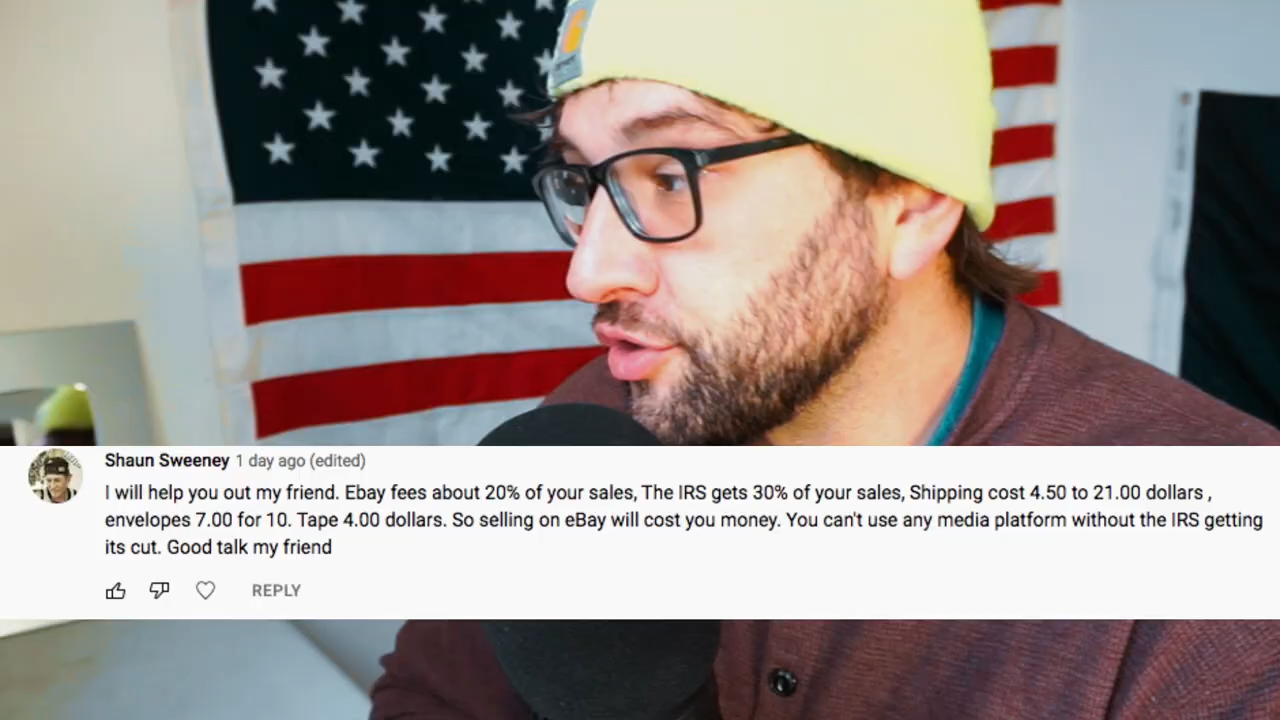 Shaun Sweeney 1 day ago (edited)
I will help you out my friend. Ebay fees about 20% of your sales, The IRS gets 30% of your sales, Shipping cost 4.50 to 21.00 dollars ,
envelopes 7.00 for 10. Tape 4.00 dollars. So selling on eBay will cost you money. You can't use any media platform without the IRS getting
its cut. Good talk my friend
REPLY